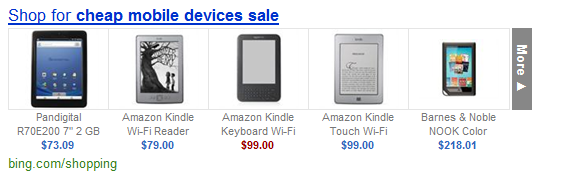 Shop for cheap mobile devices sale
More ▲
Pandigital
R70E200 7" 2 GB
$73.09
Amazon Kindle
Wi-Fi Reader
$79.00
Amazon Kindle
Keyboard Wi-Fi
$99.00
Amazon Kindle
Touch Wi-Fi
$99.00
Barnes & Noble
NOOK Color
$218.01
bing.com/shopping